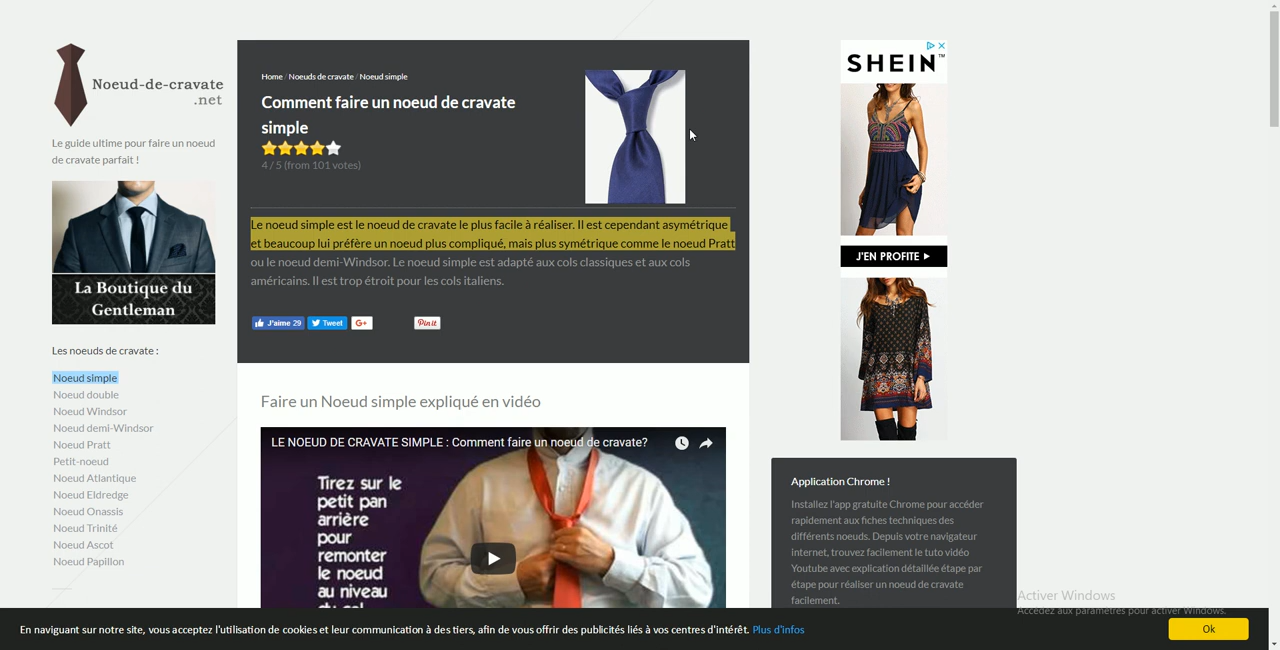 Noeud-de-cravate
.net
Le guide ultime pour faire un noeud
de cravate parfait !
La Boutique du
Gentleman
Les noeuds de cravate :
Noeud simple
Noeud double
Noeud Windsor
Noeud demi-Windsor
Noeud Pratt
Petit-noeud
Noeud Atlantique
Noeud Eldredge
Noeud Onassis
Noeud Trinité
Noeud Ascot
Noeud Papillon
Home / Noeuds de cravate / Noeud simple
Comment faire un noeud de cravate
simple
4 / 5 (from 101 votes)
Le noeud simple est le noeud de cravate le plus facile à réaliser. Il est cependant asymétrique
et beaucoup lui préfère un noeud plus compliqué, mais plus symétrique comme le noeud Pratt
ou le noeud demi-Windsor. Le noeud simple est adapté aux cols classiques et aux cols
américains. Il est trop étroit pour les cols italiens.
J'aime 29 Tweet G+ Pinit
Faire un Noeud simple expliqué en vidéo
LE NOEUD DE CRAVATE SIMPLE : Comment faire un noeud de cravate?
Tirez sur le
petit pan
arrière
pour
remonter
le noeud
au niveau
du col
SHEIN™
J'EN PROFITE
Application Chrome !
Installez l'app gratuite Chrome pour accéder
rapidement aux fiches techniques des
différents noeuds. Depuis votre navigateur
internet, trouvez facilement le tuto vidéo
Youtube avec explication détaillée étape par
étape pour réaliser un noeud de cravate
facilement.
Activer Windows
Accédez aux paramètres pour activer Windows.
En naviguant sur notre site, vous acceptez l'utilisation de cookies et leur communication à des tiers, afin de vous offrir des publicités liés à vos centres d'intérêt. Plus d'infos
Ok